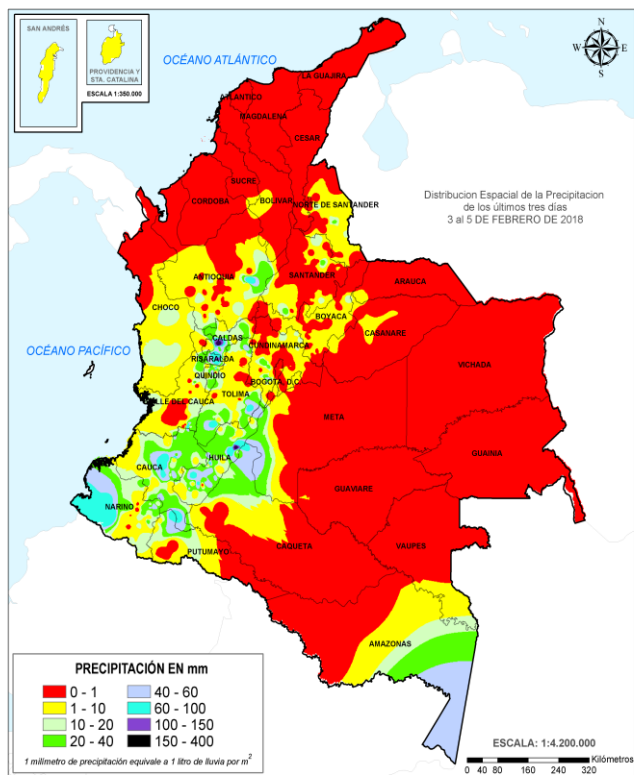 SAN ANDRÉS
PROVIDENCIA Y
STA. CATALINA
ESCALA 1:350.000
OCÉANO ATLÁNTICO
N
W E
S
LA GUAJIRA
ATLANTICO
MAGDALENA
CESAR
SUCRE
CORDOBA
BOLIVAR
NORTE DE SANTANDER
Distribucion Espacial de la Precipitacion
de los últimos tres días
3 al 5 DE FEBRERO DE 2018
ANTIOQUIA
SANTANDER
ARAUCA
CHOCO
BOYACA
CASANARE
OCÉANO PACÍFICO
CALDAS
CUNDINAMARCA
RISARALDA
VICHADA
QUINDIO
BOGOTA, D.C.
TOLIMA
VALLE DEL CAUCA
META
GUAINIA
CAUCA
HUILA
GUAVIARE
NARIÑO
PUTUMAYO
CAQUETA
VAUPES
AMAZONAS
PRECIPITACIÓN EN mm
0 - 1 40 - 60
1 - 10 60 - 100
10 - 20 100 - 150
20 - 40 150 - 400
1 milimetro de precipitación equivale a 1 litro de lluvia por m²
ESCALA: 1:4.200.000
Kilómetros
0 40 80 160 240 320